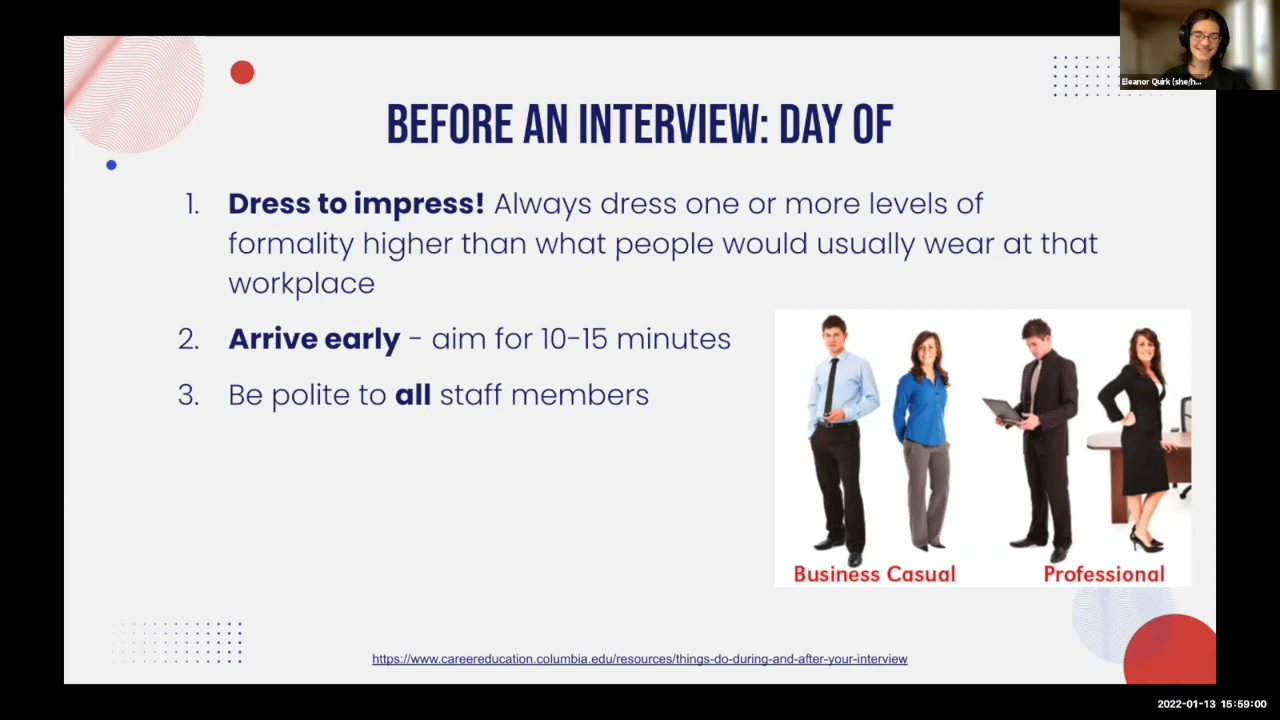 Eleanor Quirk (she/h...
BEFORE AN INTERVIEW: DAY OF
1. Dress to impress! Always dress one or more levels of
formality higher than what people would usually wear at that
workplace
2. Arrive early - aim for 10-15 minutes
3. Be polite to all staff members
Business Casual
Professional
https://www.careereducation.columbia.edu/resources/things-do-during-and-after-your-interview
2022-01-13 15:59:00